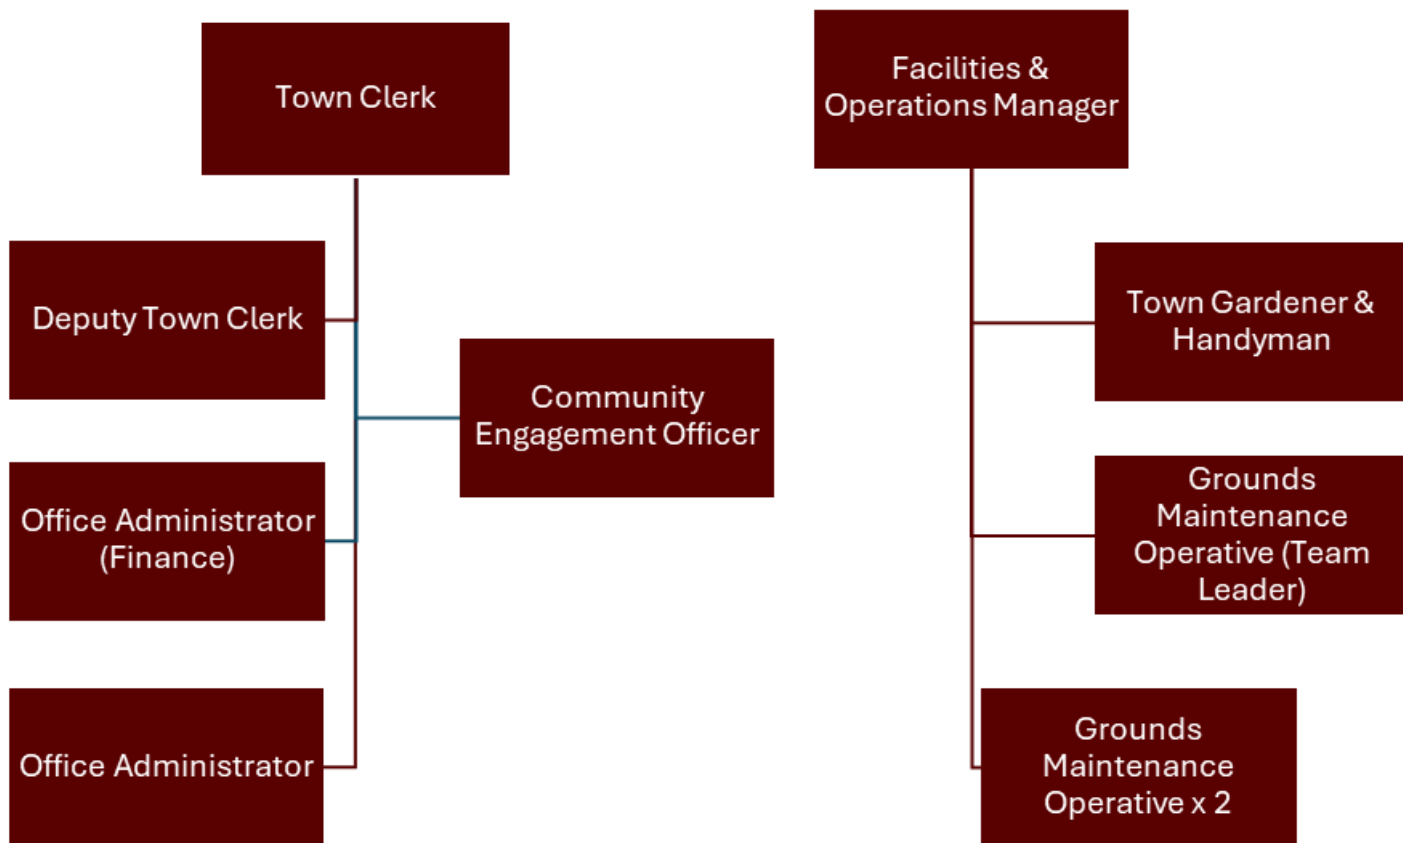 Town Clerk
Deputy Town Clerk
Office Administrator
(Finance)
Office Administrator
Community
Engagement Officer
Facilities &
Operations Manager
Town Gardener &
Handyman
Grounds
Maintenance
Operative (Team
Leader)
Grounds
Maintenance
Operative x 2